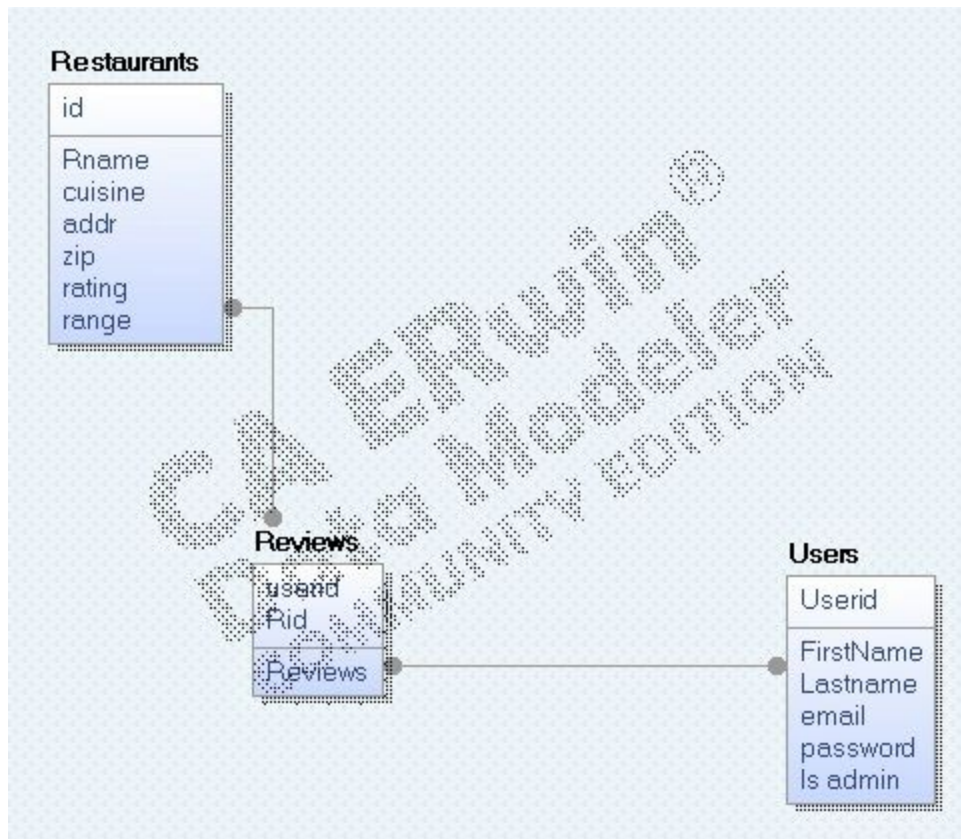 Restaurants
id
Rname
cuisine
addr
zip
rating
range
CA ERwin®
Data Modeler
COMMUNITY EDITION
Reviews
userid
Rid
Reviews
Users
Userid
FirstName
Lastname
email
password
Is admin